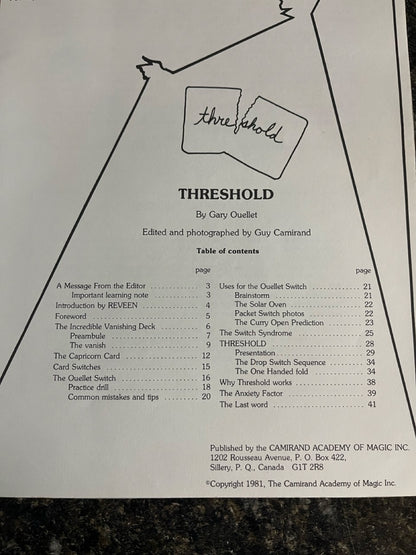 threshold
THRESHOLD
By Gary Ouellet
Edited and photographed by Guy Camirand
Table of contents
page
A Message From the Editor ............ 3
Important learning note ............ 3
Introduction by REVEEN ............ 4
Foreword ............ 5
The Incredible Vanishing Deck ............ 6
Preambule ............ 7
The vanish ............ 9
The Capricorn Card ............ 12
Card Switches ............ 15
The Ouellet Switch ............ 16
Practice drill ............ 18
Common mistakes and tips ............ 20
page
Uses for the Ouellet Switch ............ 21
Brainstorm ............ 21
The Solar Oven ............ 22
Packet Switch photos ............ 22
The Curry Open Prediction ............ 23
The Switch Syndrome ............ 25
THRESHOLD ............ 28
Presentation ............ 29
The Drop Switch Sequence ............ 34
The One Handed fold ............ 34
Why Threshold works ............ 38
The Anxiety Factor ............ 39
The Last word ............ 41
Published by the CAMIRAND ACADEMY OF MAGIC INC.
1202 Rousseau Avenue, P. O. Box 422,
Sillery, P. Q., Canada G1T 2R8
©Copyright 1981, The Camirand Academy of Magic Inc.